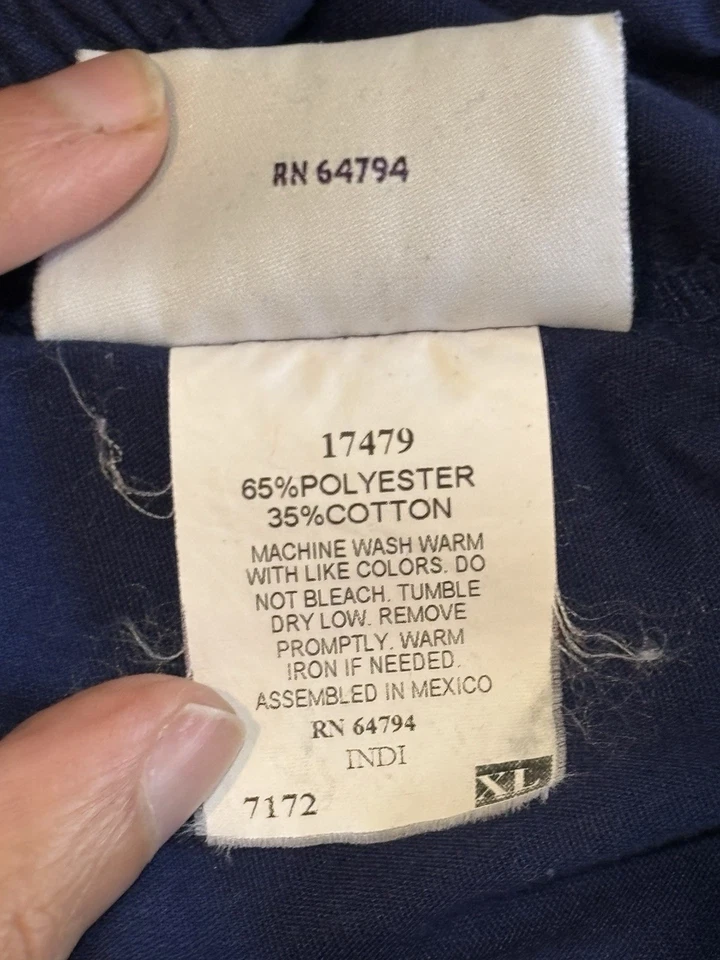 RN 64794
17479
65%POLYESTER
35%COTTON
MACHINE WASH WARM
WITH LIKE COLORS. DO
NOT BLEACH. TUMBLE
DRY LOW. REMOVE
PROMPTLY. WARM
IRON IF NEEDED.
ASSEMBLED IN MEXICO
RN 64794
INDI
7172 XL